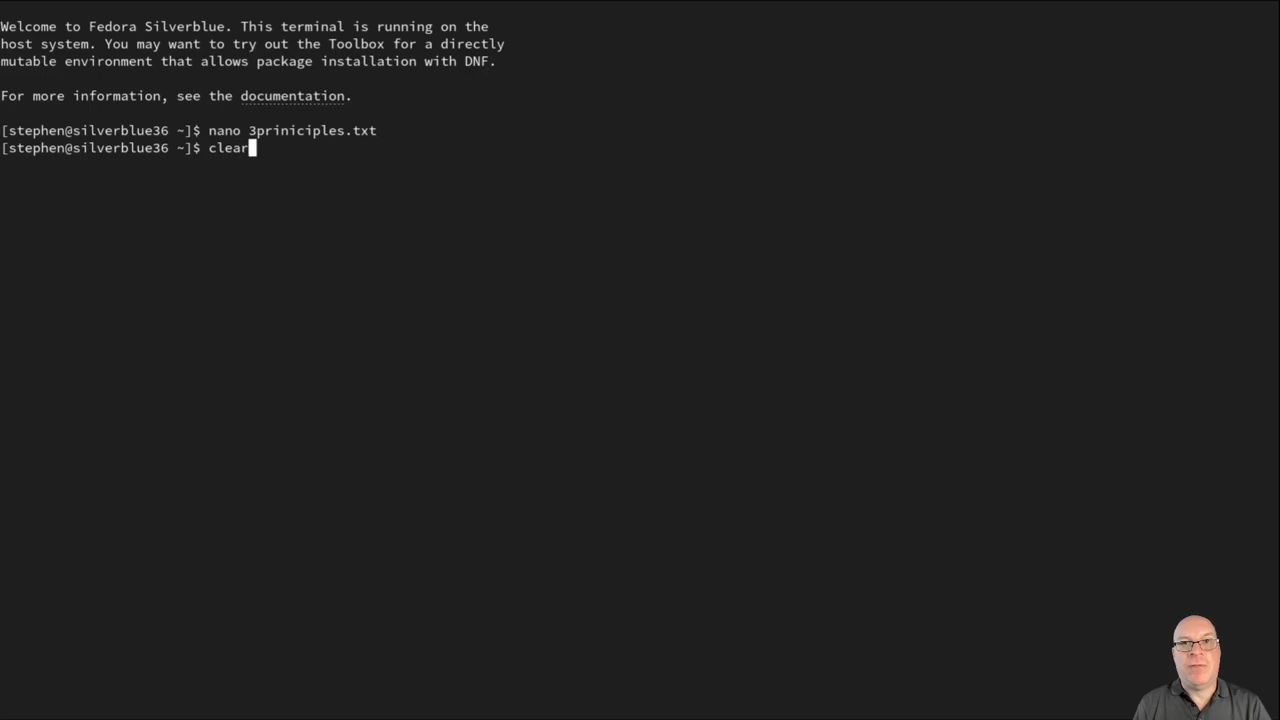 Welcome to Fedora Silverblue. This terminal is running on the
host system. You may want to try out the Toolbox for a directly
mutable environment that allows package installation with DNF.
For more information, see the documentation.
[stephen@silverblue36 ~]$ nano 3priniciples.txt
[stephen@silverblue36 ~]$ clear